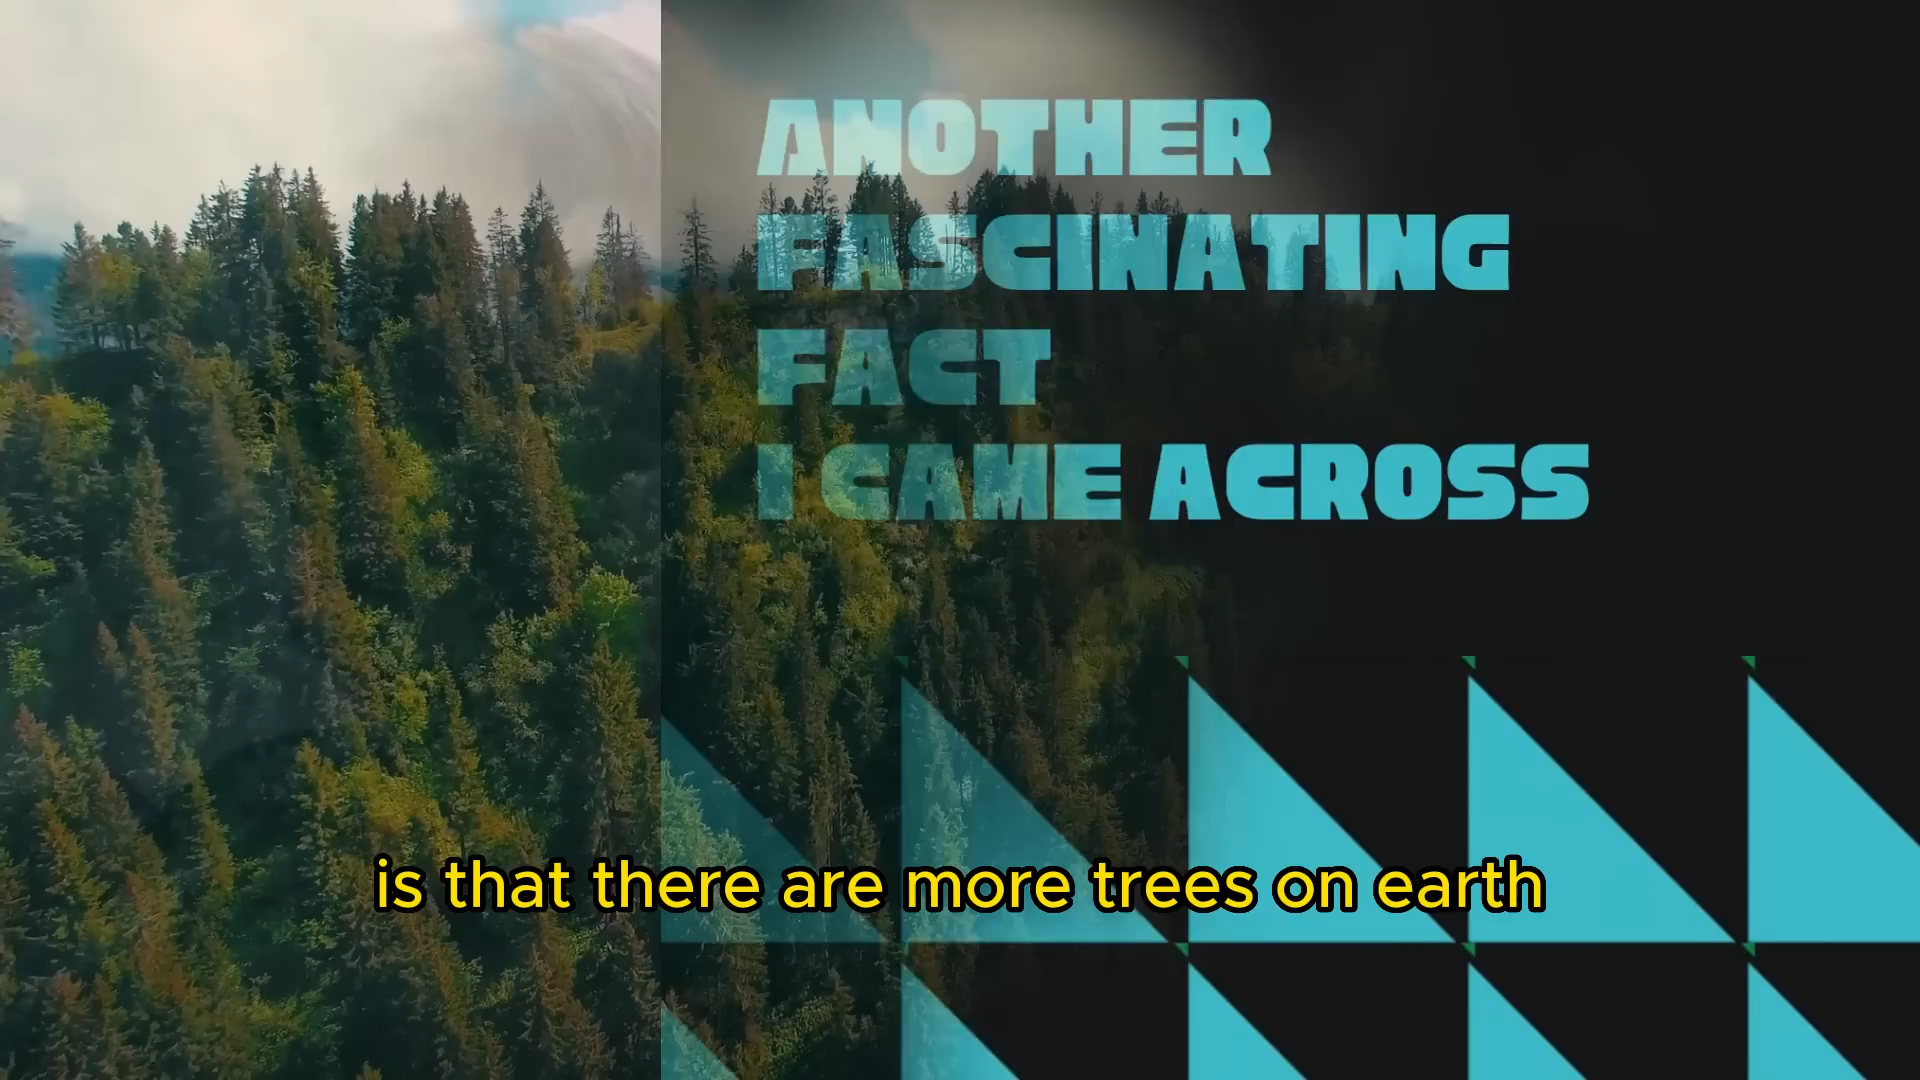 ANOTHER
FASCINATING
FACT
I CAME ACROSS
is that there are more trees on earth